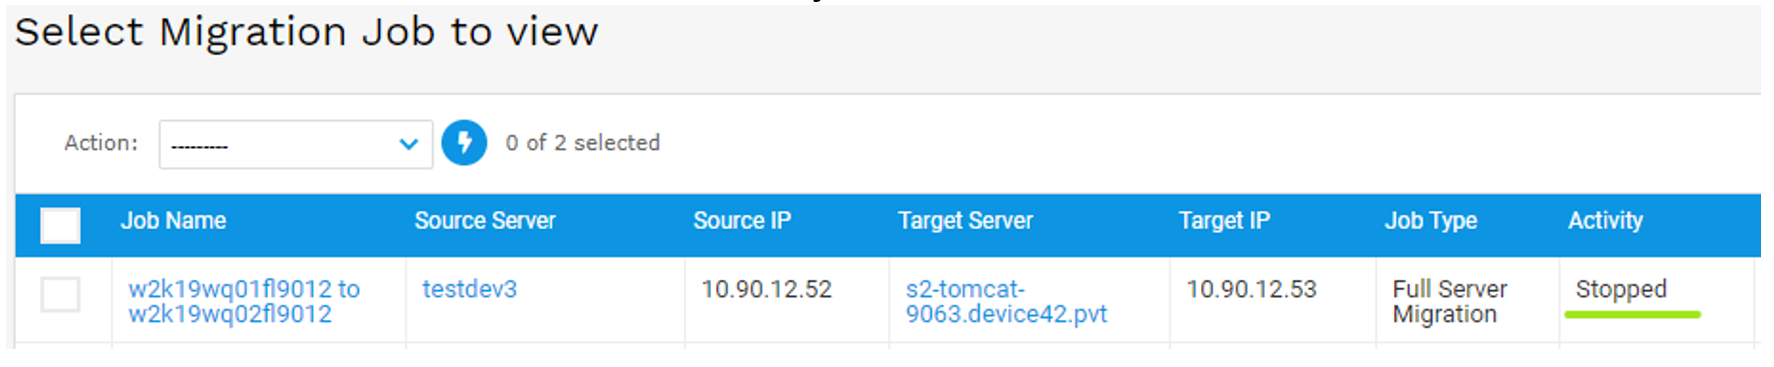 Select Migration Job to view
Action: --------- 0 of 2 selected
Job Name Source Server Source IP Target Server Target IP Job Type Activity
w2k19wq01fl9012 to testdev3 10.90.12.52 s2-tomcat- 10.90.12.53 Full Server Stopped
w2k19wq02fl9012 9063.device42.pvt Migration